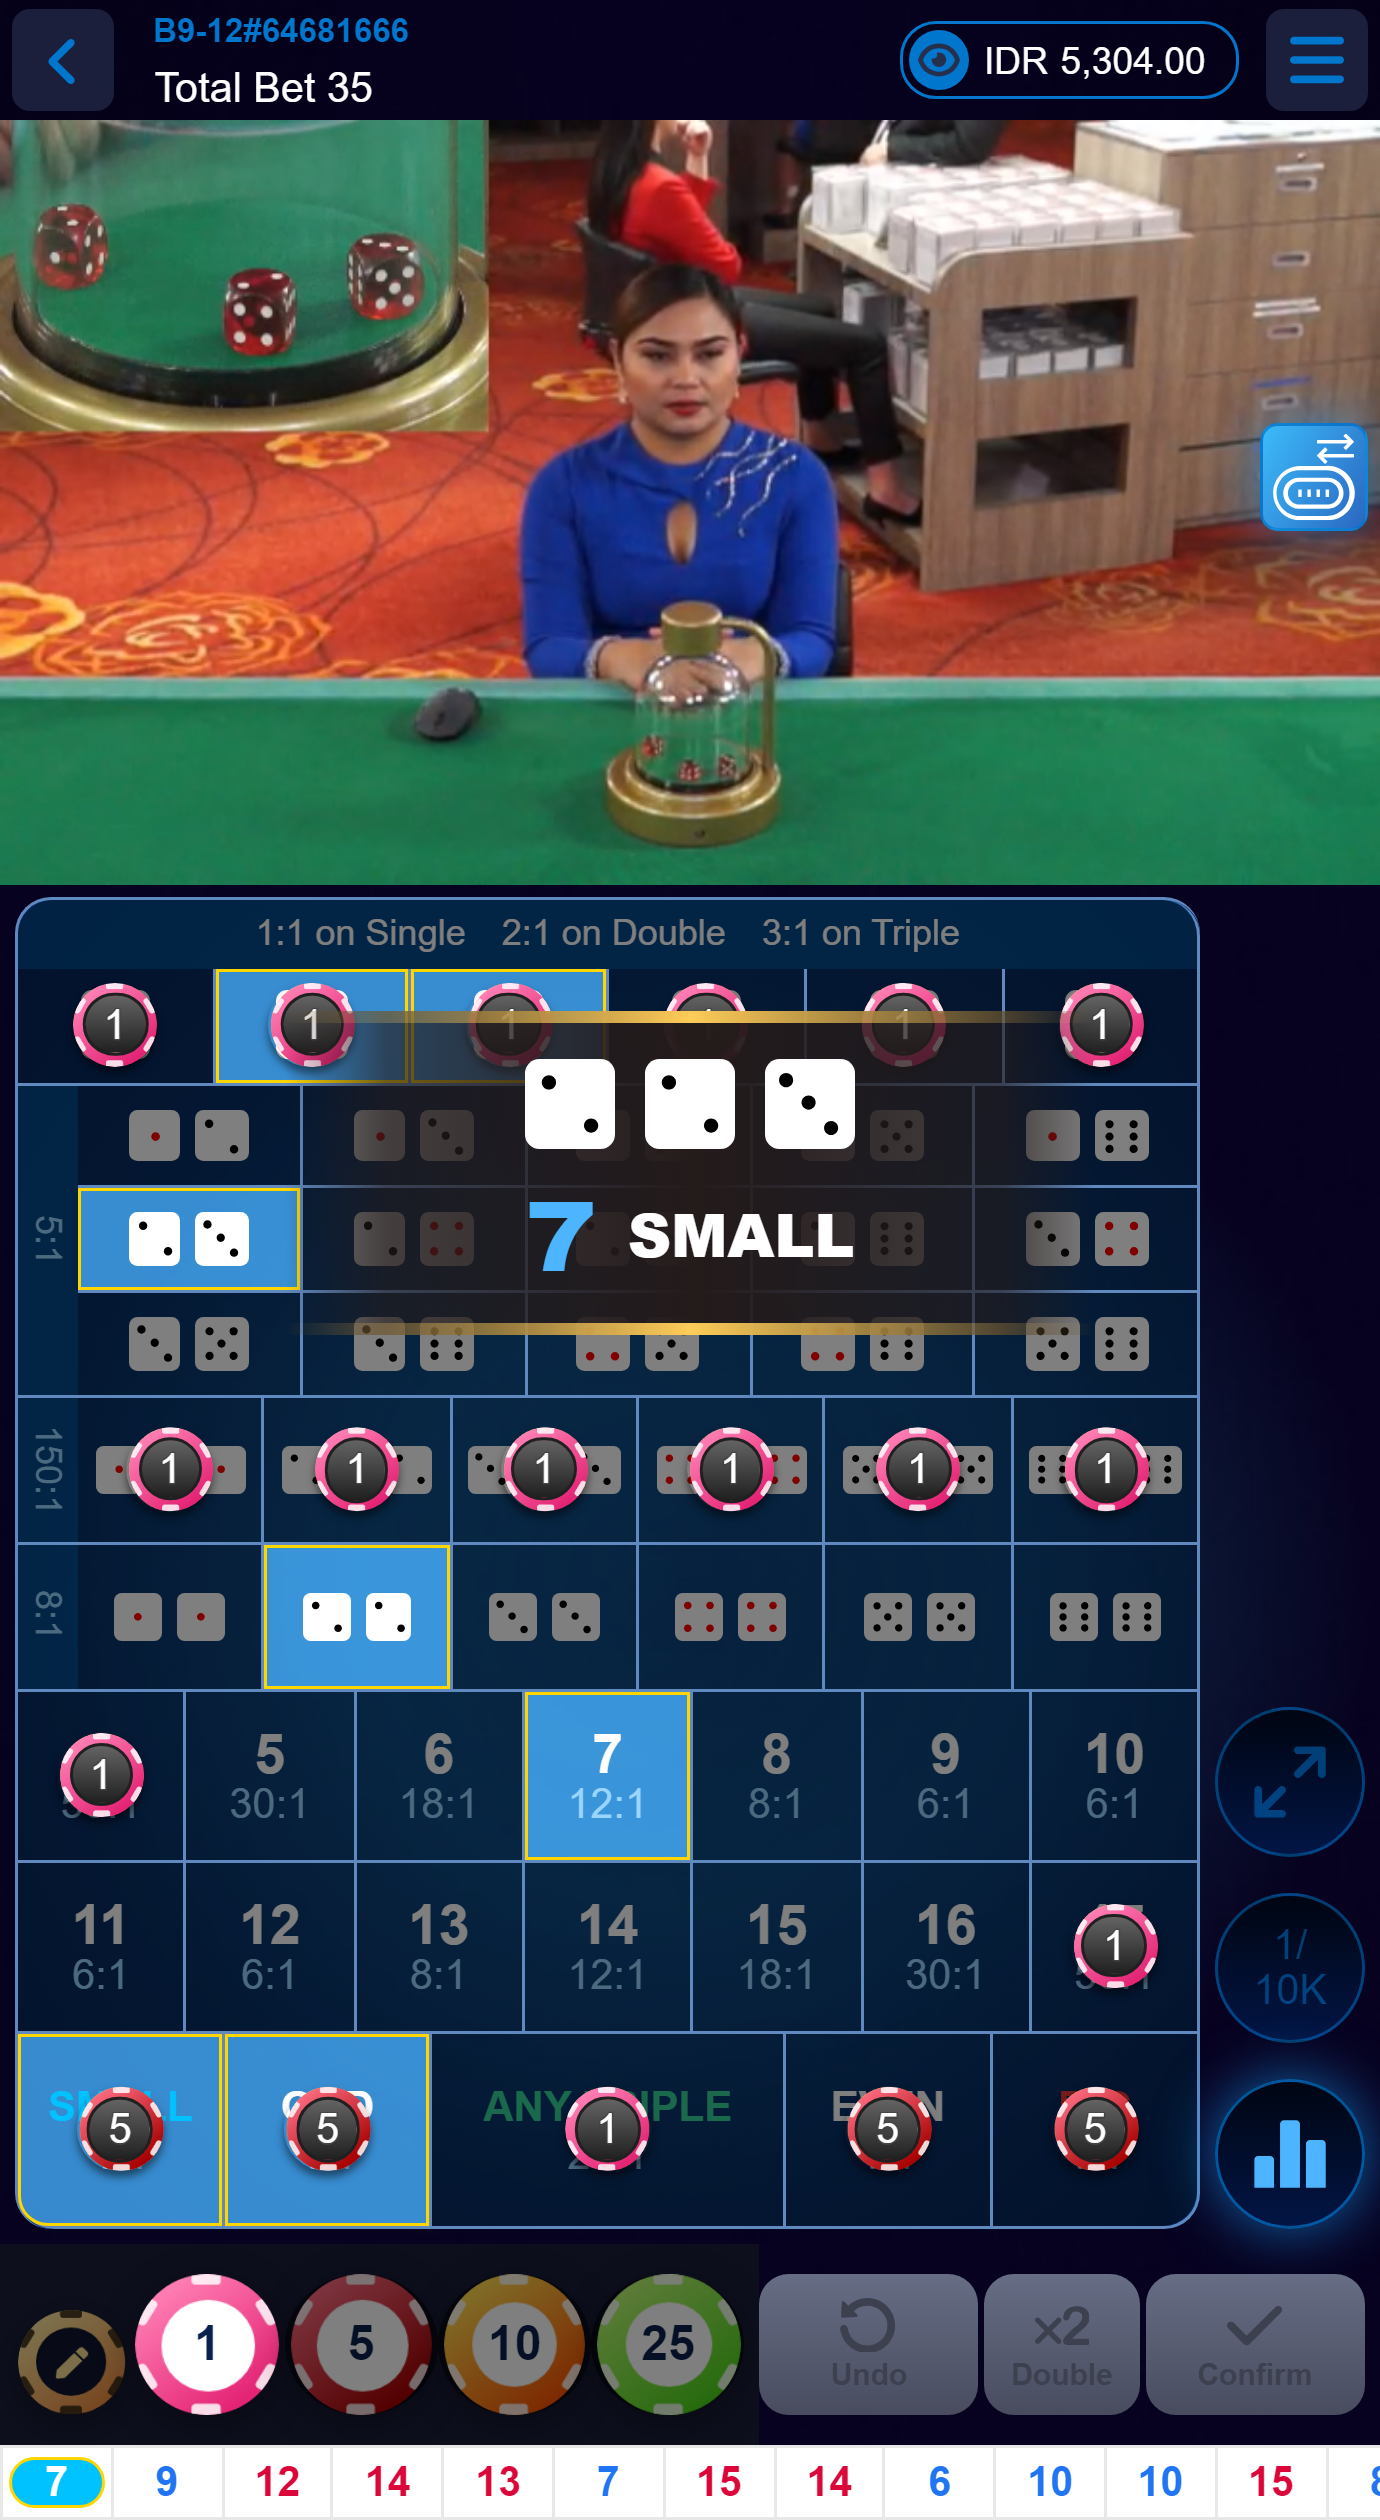 B9-12#64681666
Total Bet 35
IDR 5,304.00
1:1 on Single 2:1 on Double 3:1 on Triple
1 1 1 1 1 1
5:1
7 SMALL
150:1
1 1 1 1 1 1
8:1
1 5 6 7 8 9 10
30:1 18:1 12:1 8:1 6:1 6:1
11 12 13 14 15 16 1
6:1 6:1 8:1 12:1 18:1 30:1
1/
10K
5 5 1 5 5
1 5 10 25
Undo
x2
Double
Confirm
7 9 12 14 13 7 15 14 6 10 10 15